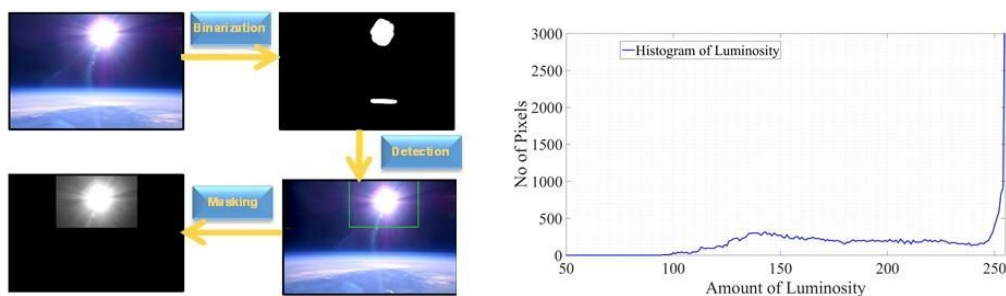 Binarization
Detection
Masking
Histogram of Luminosity
No of Pixels
3000
2500
2000
1500
1000
500
0
50
100
150
200
250
Amount of Luminosity